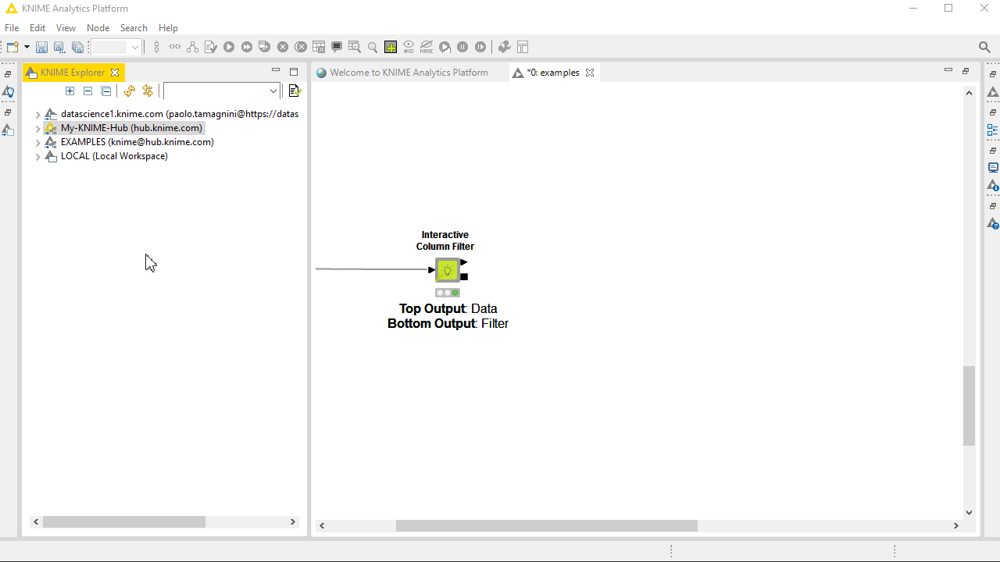 KNIME Analytics Platform
File Edit View Node Search Help
KNIME Explorer
Welcome to KNIME Analytics Platform
*0: examples
datascience1.knime.com (paolo.tamagnini@https://datas
My-KNIME-Hub (hub.knime.com)
EXAMPLES (knime@hub.knime.com)
LOCAL (Local Workspace)
Interactive
Column Filter
Top Output: Data
Bottom Output: Filter